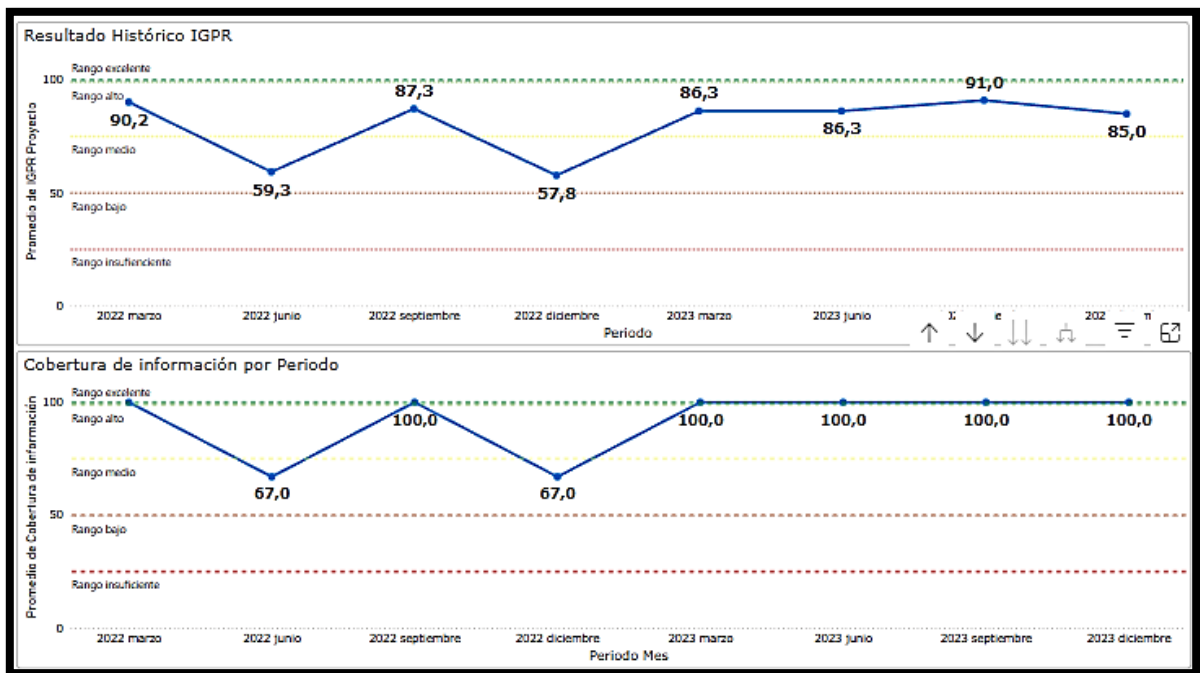 Resultado Histórico IGPR
Promedio de IGPR Proyecto
100
Rango excelente
Rango alto
90,2
87,3
86,3
91,0
86,3
85,0
Rango medio
59,3
57,8
50
Rango bajo
Rango insufienciente
0
2022 marzo 2022 junio 2022 septiembre 2022 diciembre 2023 marzo 2023 junio
Periodo
Cobertura de información por Periodo
Promedio de Cobertura de información
Rango excelente
100
Rango alto
100,0 100,0 100,0 100,0 100,0
Rango medio
67,0 67,0
50
Rango bajo
Rango insuficiente
0
2022 marzo 2022 junio 2022 septiembre 2022 diciembre 2023 marzo 2023 junio 2023 septiembre 2023 diciembre
Periodo Mes